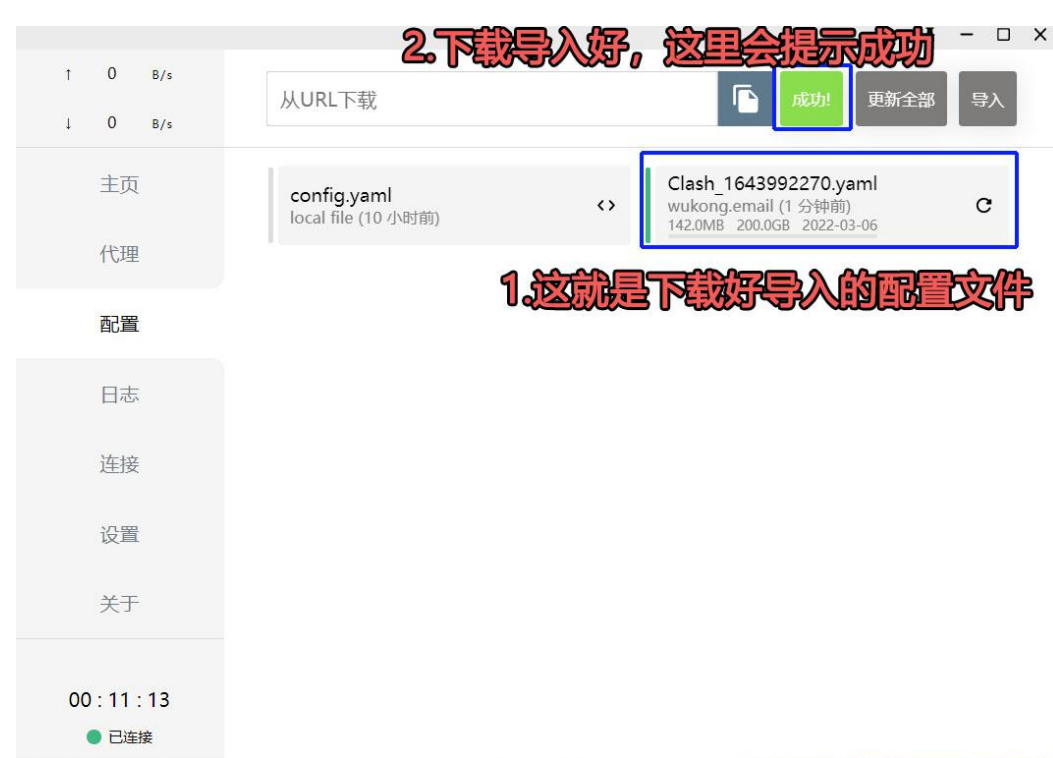 2.下载导入好，这里会提示成功
↑ 0 B/s
↓ 0 B/s
从URL下载
成功!
更新全部
导入
主页
代理
配置
日志
连接
设置
关于
config.yaml
local file (10 小时前)
Clash_1643992270.yaml
wukong.email (1 分钟前)
142.0MB 200.0GB 2022-03-06
1.这就是下载好导入的配置文件
00 : 11 : 13
已连接